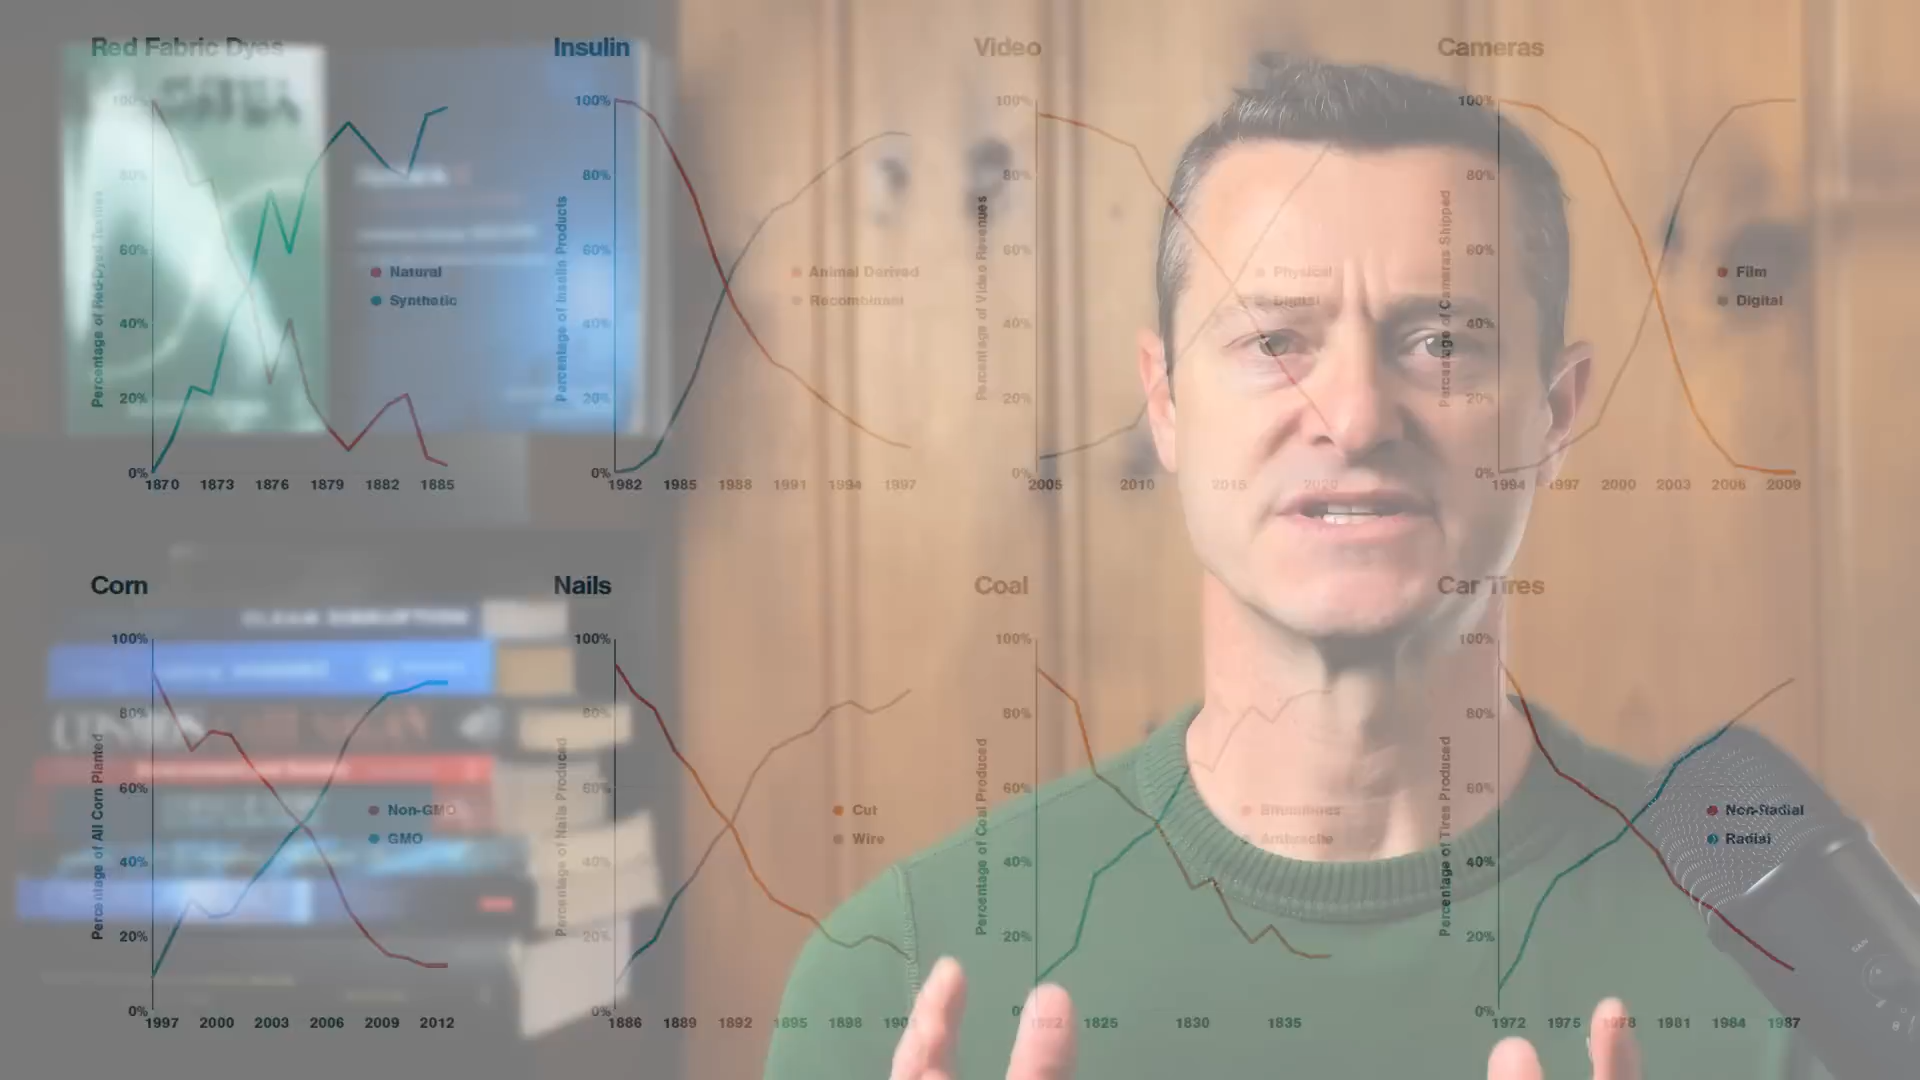 Red Fabric Dyes
100%
80%
60%
40%
20%
0%
Percentage of Red-Dyed Textiles
Natural
Synthetic
1870 1873 1876 1879 1882 1885
Insulin
100%
80%
60%
40%
20%
0%
Percentage of Insulin Products
Animal Derived
Recombinant
1982 1985 1988 1991 1994 1997
Video
100%
80%
60%
40%
20%
0%
Percentage of Video Revenues
Physical
Digital
2005 2010 2015 2020
Cameras
100%
80%
60%
40%
20%
0%
Percentage of Cameras Shipped
Film
Digital
1994 1997 2000 2003 2006 2009
Corn
100%
80%
60%
40%
20%
0%
Percentage of All Corn Planted
Non-GMO
GMO
1997 2000 2003 2006 2009 2012
CLEAN DISRUPTION
Nails
100%
80%
60%
40%
20%
0%
Percentage of Nails Produced
Cut
Wire
1886 1889 1892 1895 1898
Coal
100%
80%
60%
40%
20%
Percentage of Coal Produced
1825 1830 1835
Car Tires
100%
80%
60%
40%
20%
0%
Percentage of Tires Produced
Non-Radial
Radial
1972 1975 1978 1981 1984 1987